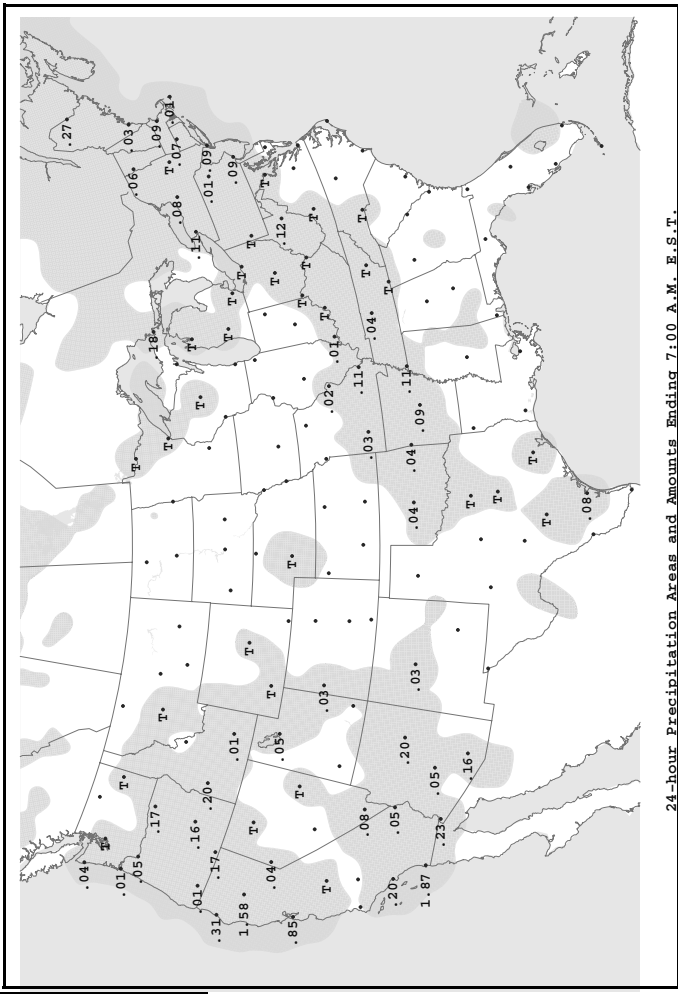 .27
.04
T
.01
T
.03
.06
T
.05
.18
.17
.09
T
T
.01
T
.07
.08
T
.16
.11
.01
T
.20
.09
.01
.17
.31
T
T
.09
.01
T
1.58
T
T
T
T
.04
T
T
.05
.12
T
.85
T
T
T
T
.03
T
T
.02
.01
.11
T
.08
T
.03
.04
T
.20
.05
.20
.11
.04
.04
.03
.09
1.87
.05
.23
.16
T
T
T
T
.08
24-hour Precipitation Areas and Amounts Ending 7:00 A.M. E.S.T.